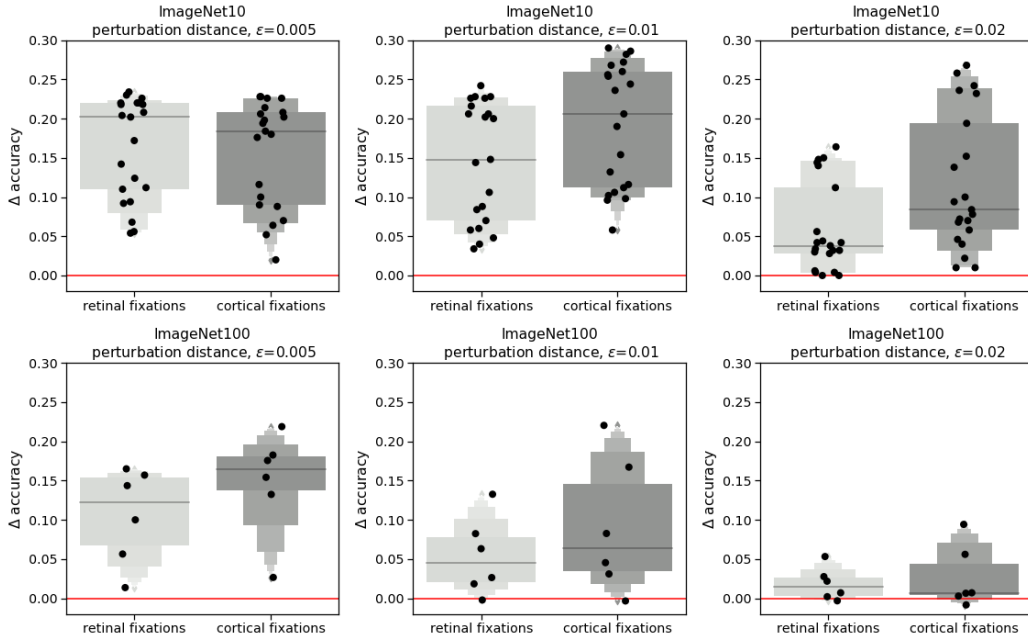 ImageNet10
perturbation distance, ε=0.005
0.30
0.25
0.20
0.15
0.10
0.05
0.00
Δ accuracy
retinal fixations
cortical fixations
ImageNet10
perturbation distance, ε=0.01
0.30
0.25
0.20
0.15
0.10
0.05
0.00
Δ accuracy
retinal fixations
cortical fixations
ImageNet10
perturbation distance, ε=0.02
0.30
0.25
0.20
0.15
0.10
0.05
0.00
Δ accuracy
retinal fixations
cortical fixations
ImageNet100
perturbation distance, ε=0.005
0.30
0.25
0.20
0.15
0.10
0.05
0.00
Δ accuracy
retinal fixations
cortical fixations
ImageNet100
perturbation distance, ε=0.01
0.30
0.25
0.20
0.15
0.10
0.05
0.00
Δ accuracy
retinal fixations
cortical fixations
ImageNet100
perturbation distance, ε=0.02
0.30
0.25
0.20
0.15
0.10
0.05
0.00
Δ accuracy
retinal fixations
cortical fixations